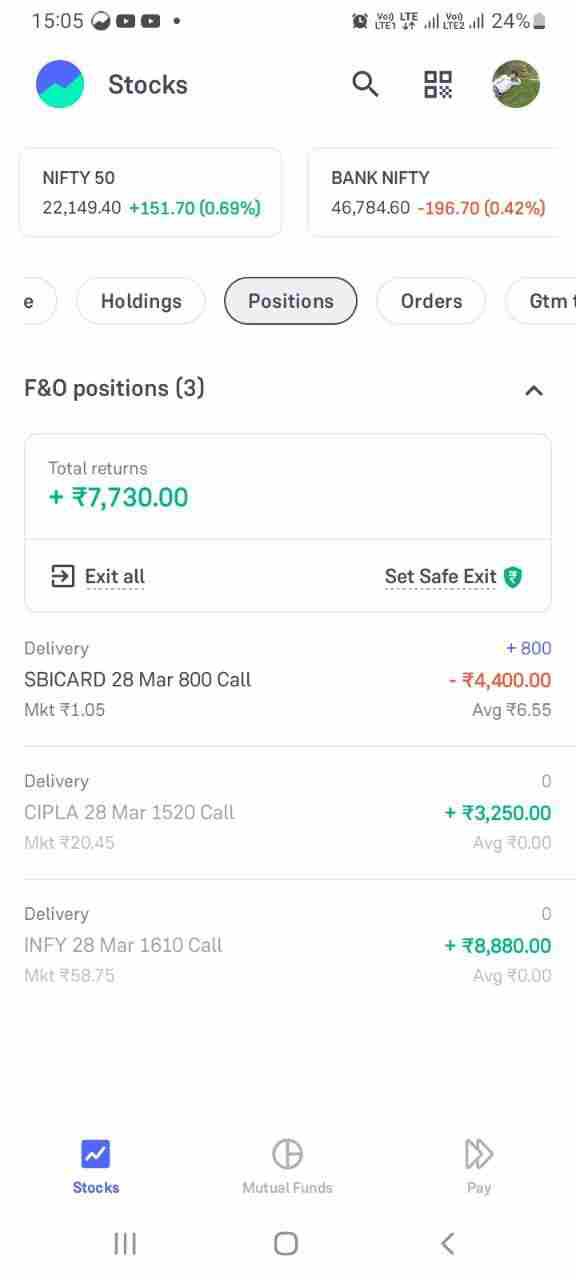 15:05 Vo) LTE1 LTE Vo) LTE2 24%
Stocks
NIFTY 50
22,149.40 +151.70 (0.69%)
BANK NIFTY
46,784.60 -196.70 (0.42%)
e Holdings Positions Orders Gtm t
F&O positions (3)
Total returns
+ ₹7,730.00
Exit all Set Safe Exit
Delivery + 800
SBICARD 28 Mar 800 Call - ₹4,400.00
Mkt ₹1.05 Avg ₹6.55
Delivery 0
CIPLA 28 Mar 1520 Call + ₹3,250.00
Mkt ₹20.45 Avg ₹0.00
Delivery 0
INFY 28 Mar 1610 Call + ₹8,880.00
Mkt ₹58.75 Avg ₹0.00
Stocks Mutual Funds Pay